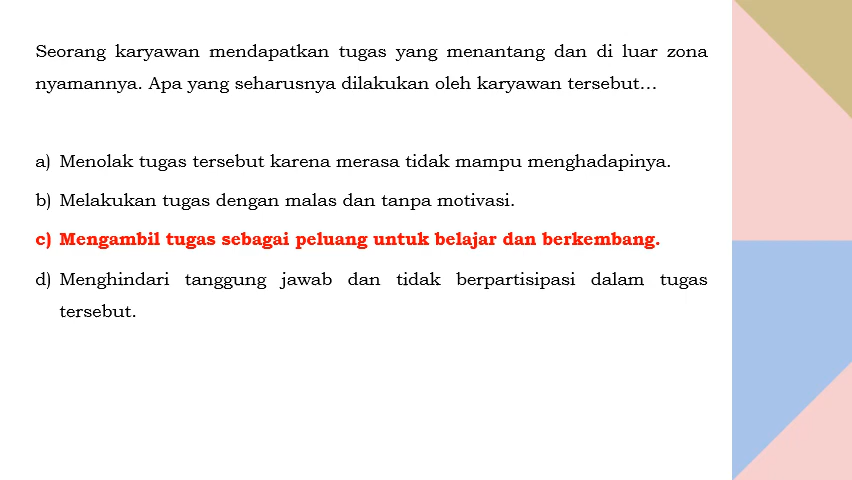 Seorang karyawan mendapatkan tugas yang menantang dan di luar zona
nyamannya. Apa yang seharusnya dilakukan oleh karyawan tersebut…
a) Menolak tugas tersebut karena merasa tidak mampu menghadapinya.
b) Melakukan tugas dengan malas dan tanpa motivasi.
c) Mengambil tugas sebagai peluang untuk belajar dan berkembang.
d) Menghindari tanggung jawab dan tidak berpartisipasi dalam tugas
tersebut.